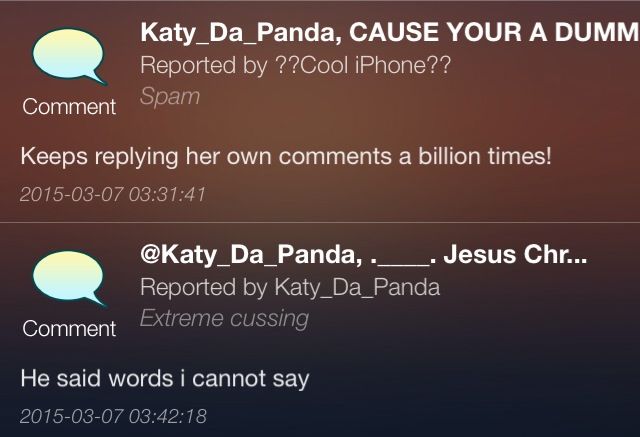 Katy_Da_Panda, CAUSE YOUR A DUMM
Reported by ??Cool iPhone??
Spam
Comment
Keeps replying her own comments a billion times!
2015-03-07 03:31:41
@Katy_Da_Panda, .____. Jesus Chr...
Reported by Katy_Da_Panda
Extreme cussing
Comment
He said words i cannot say
2015-03-07 03:42:18